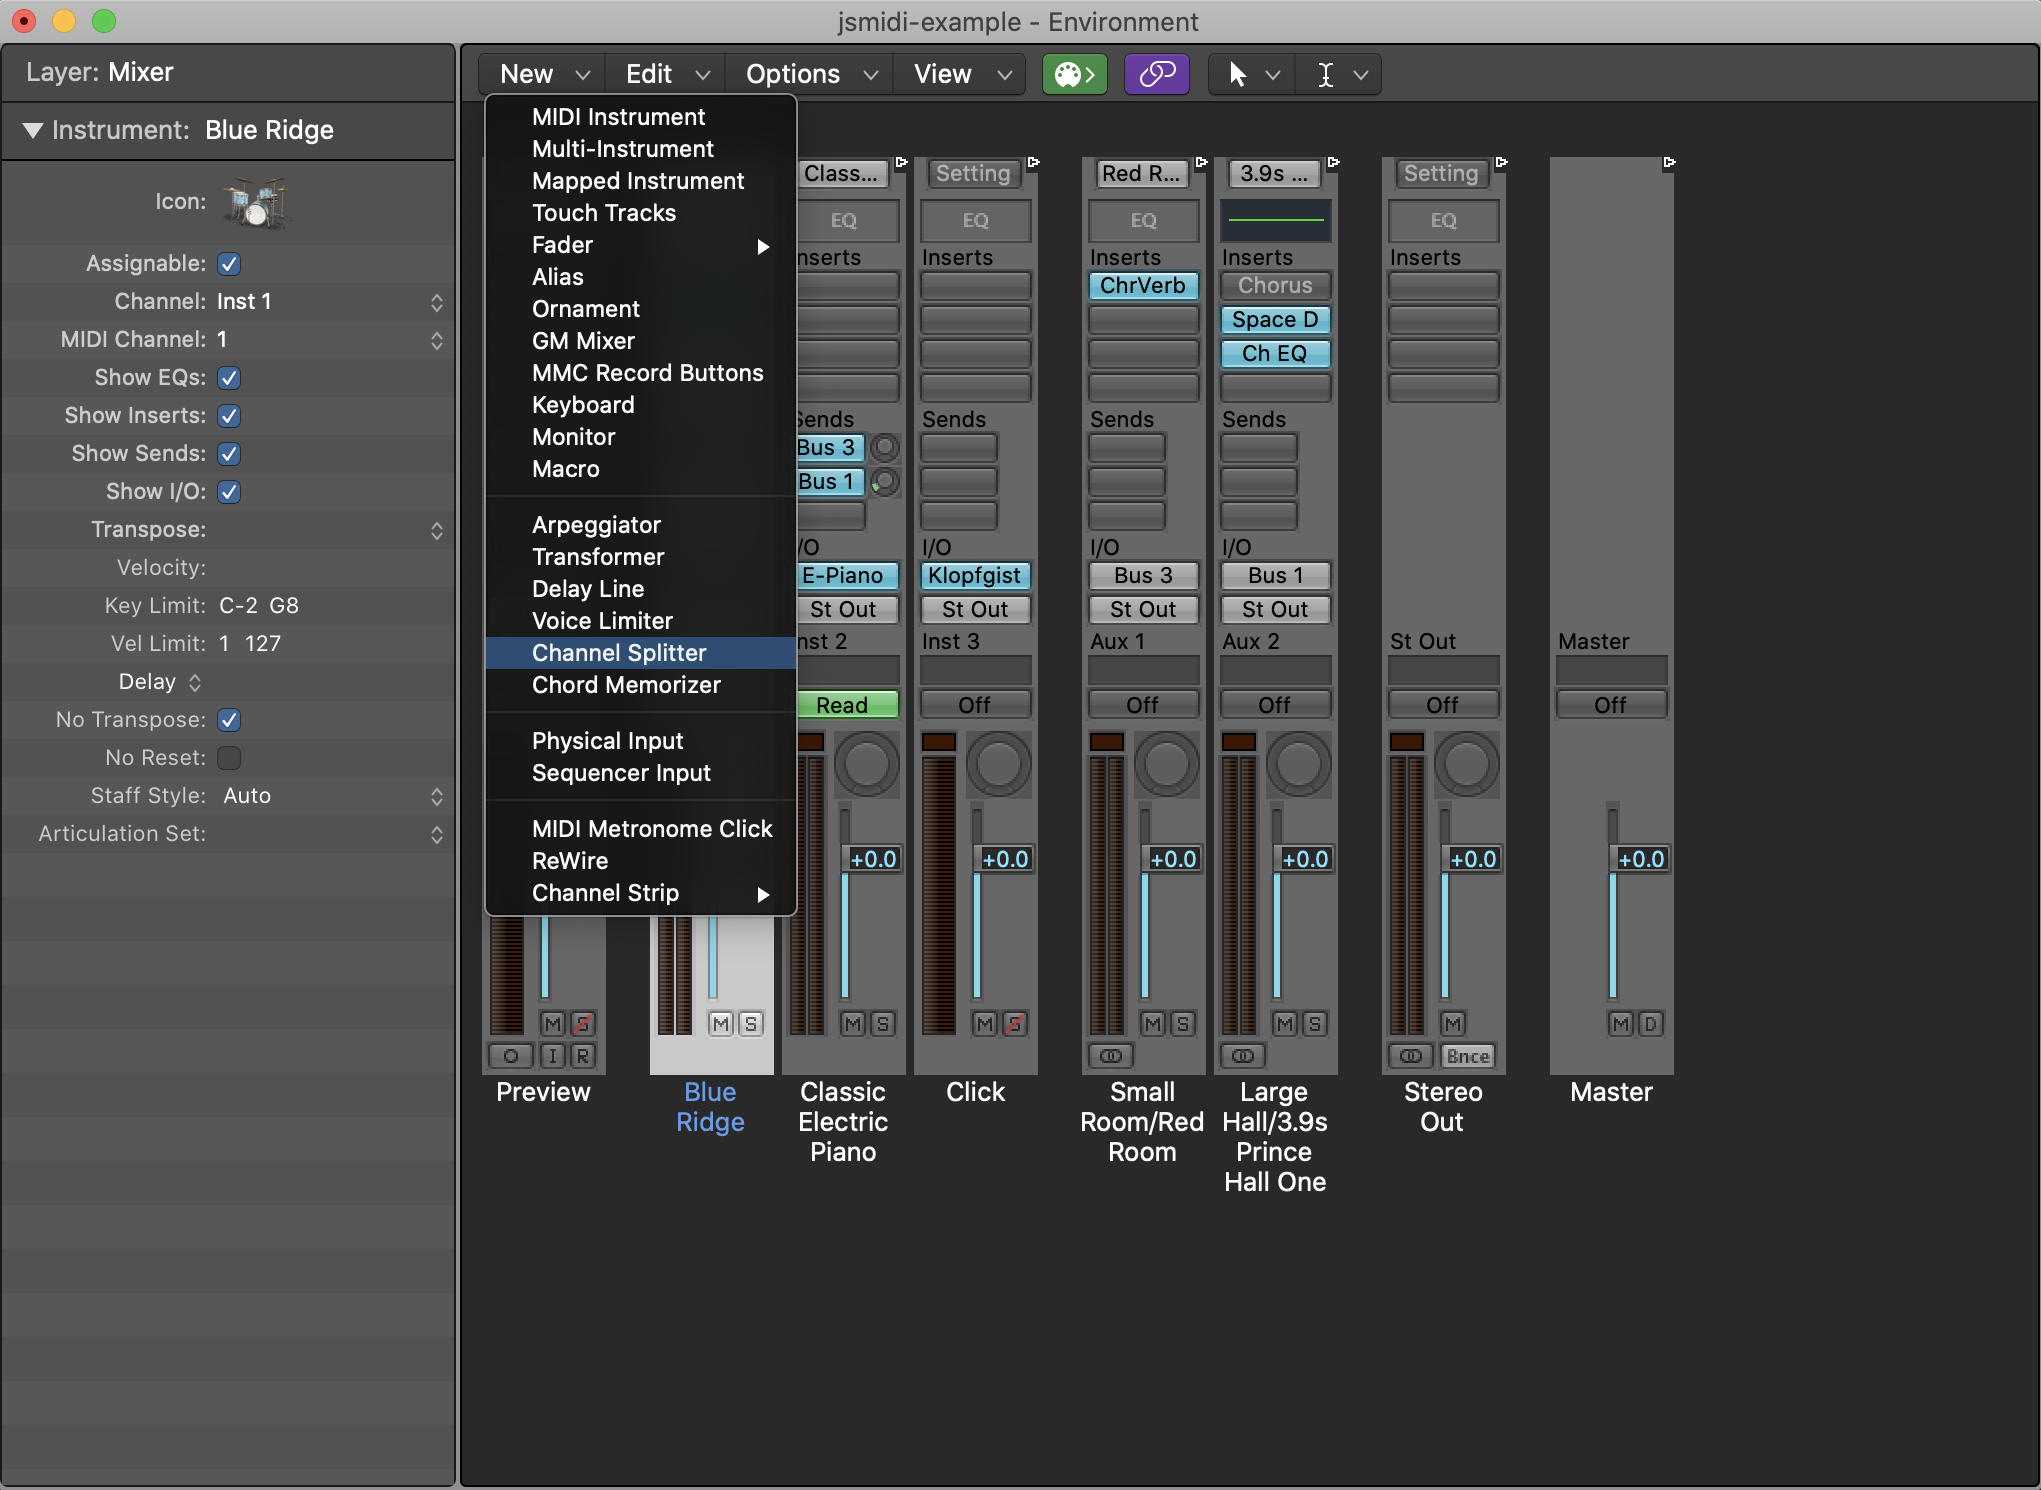 jsmidi-example - Environment
Layer: Mixer
Instrument: Blue Ridge
Icon:
Assignable:
Channel: Inst 1
MIDI Channel: 1
Show EQs:
Show Inserts:
Show Sends:
Show I/O:
Transpose:
Velocity:
Key Limit: C-2 G8
Vel Limit: 1 127
Delay
No Transpose:
No Reset:
Staff Style: Auto
Articulation Set:
New Edit Options View
MIDI Instrument
Multi-Instrument
Mapped Instrument
Touch Tracks
Fader
Alias
Ornament
GM Mixer
MMC Record Buttons
Keyboard
Monitor
Macro
Arpeggiator
Transformer
Delay Line
Voice Limiter
Channel Splitter
Chord Memorizer
Physical Input
Sequencer Input
MIDI Metronome Click
ReWire
Channel Strip
M S
O I R
Preview
M S
Blue
Ridge
Class...
EQ
nserts
Sends
Bus 3
Bus 1
/O
E-Piano
St Out
nst 2
Read
+0.0
M S
Classic
Electric
Piano
Setting
EQ
Inserts
Sends
I/O
Klopfgist
St Out
Inst 3
Off
+0.0
M S
Click
Red R...
EQ
Inserts
ChrVerb
Sends
I/O
Bus 3
St Out
Aux 1
Off
+0.0
M S
Small
Room/Red
Room
3.9s ...
Inserts
Chorus
Space D
Ch EQ
Sends
I/O
Bus 1
St Out
Aux 2
Off
+0.0
M S
Large
Hall/3.9s
Prince
Hall One
Setting
EQ
Inserts
St Out
Off
+0.0
M
Bnce
Stereo
Out
Master
Off
+0.0
M D
Master